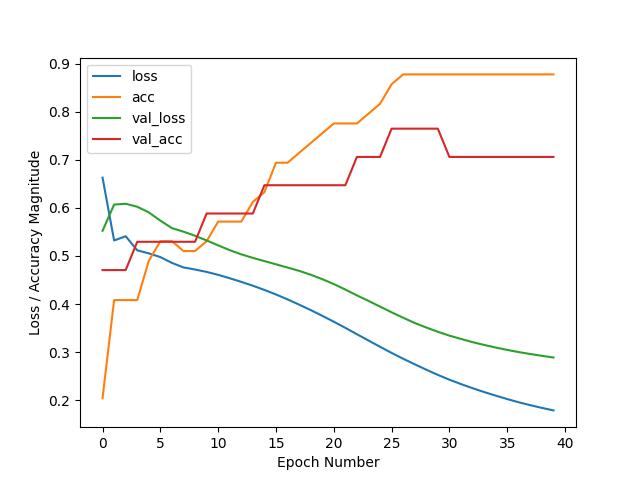 0.9
0.8
0.7
0.6
0.5
0.4
0.3
0.2
Loss / Accuracy Magnitude
loss
acc
val_loss
val_acc
0 5 10 15 20 25 30 35 40
Epoch Number